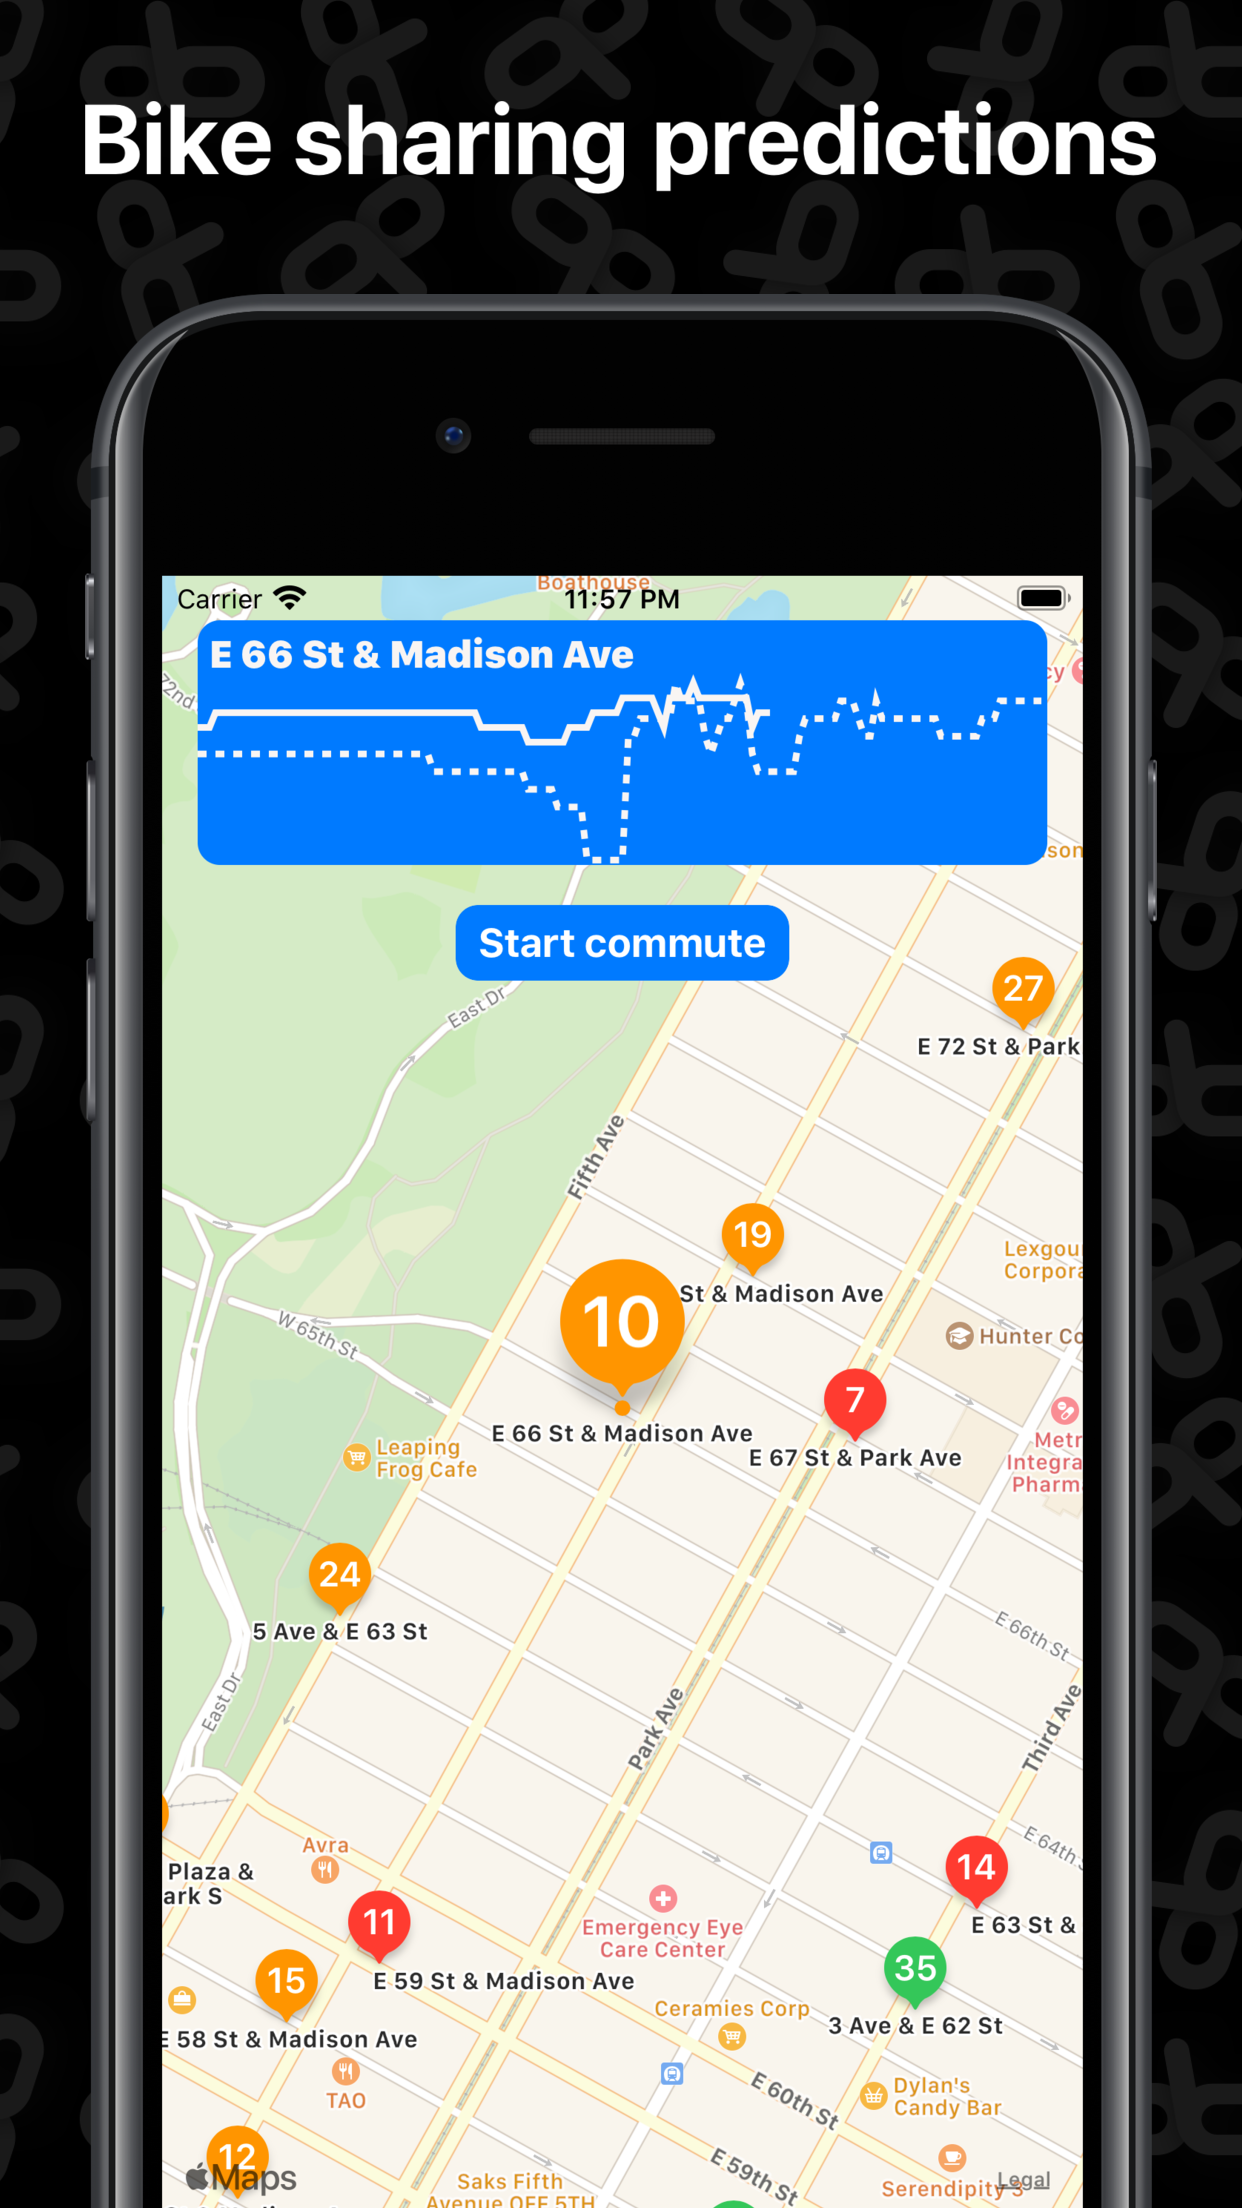 Bike sharing predictions
Boathouse
Carrier
11:57 PM
E 66 St & Madison Ave
72nd
cy
son
Start commute
East Dr
27
E 72 St & Park
Fifth Ave
19
St & Madison Ave
Lexgou
Corpora
10
W 65th St
Hunter Co
7
E 66 St & Madison Ave
E 67 St & Park Ave
Leaping
Frog Cafe
Metr
Integra
Pharm
24
5 Ave & E 63 St
E 66th St
East Dr
Park Ave
Third Ave
Avra
E 64th S
Plaza &
ark S
14
11
E 63 St &
Emergency Eye
Care Center
15
35
E 59 St & Madison Ave
Ceramies Corp
3 Ave & E 62 St
E 58 St & Madison Ave
TAO
E 60th St
Dylan's
Candy Bar
12
Maps
E 59th St
Saks Fifth
Avenue OFF 5TH
Serendipity 3
Legal